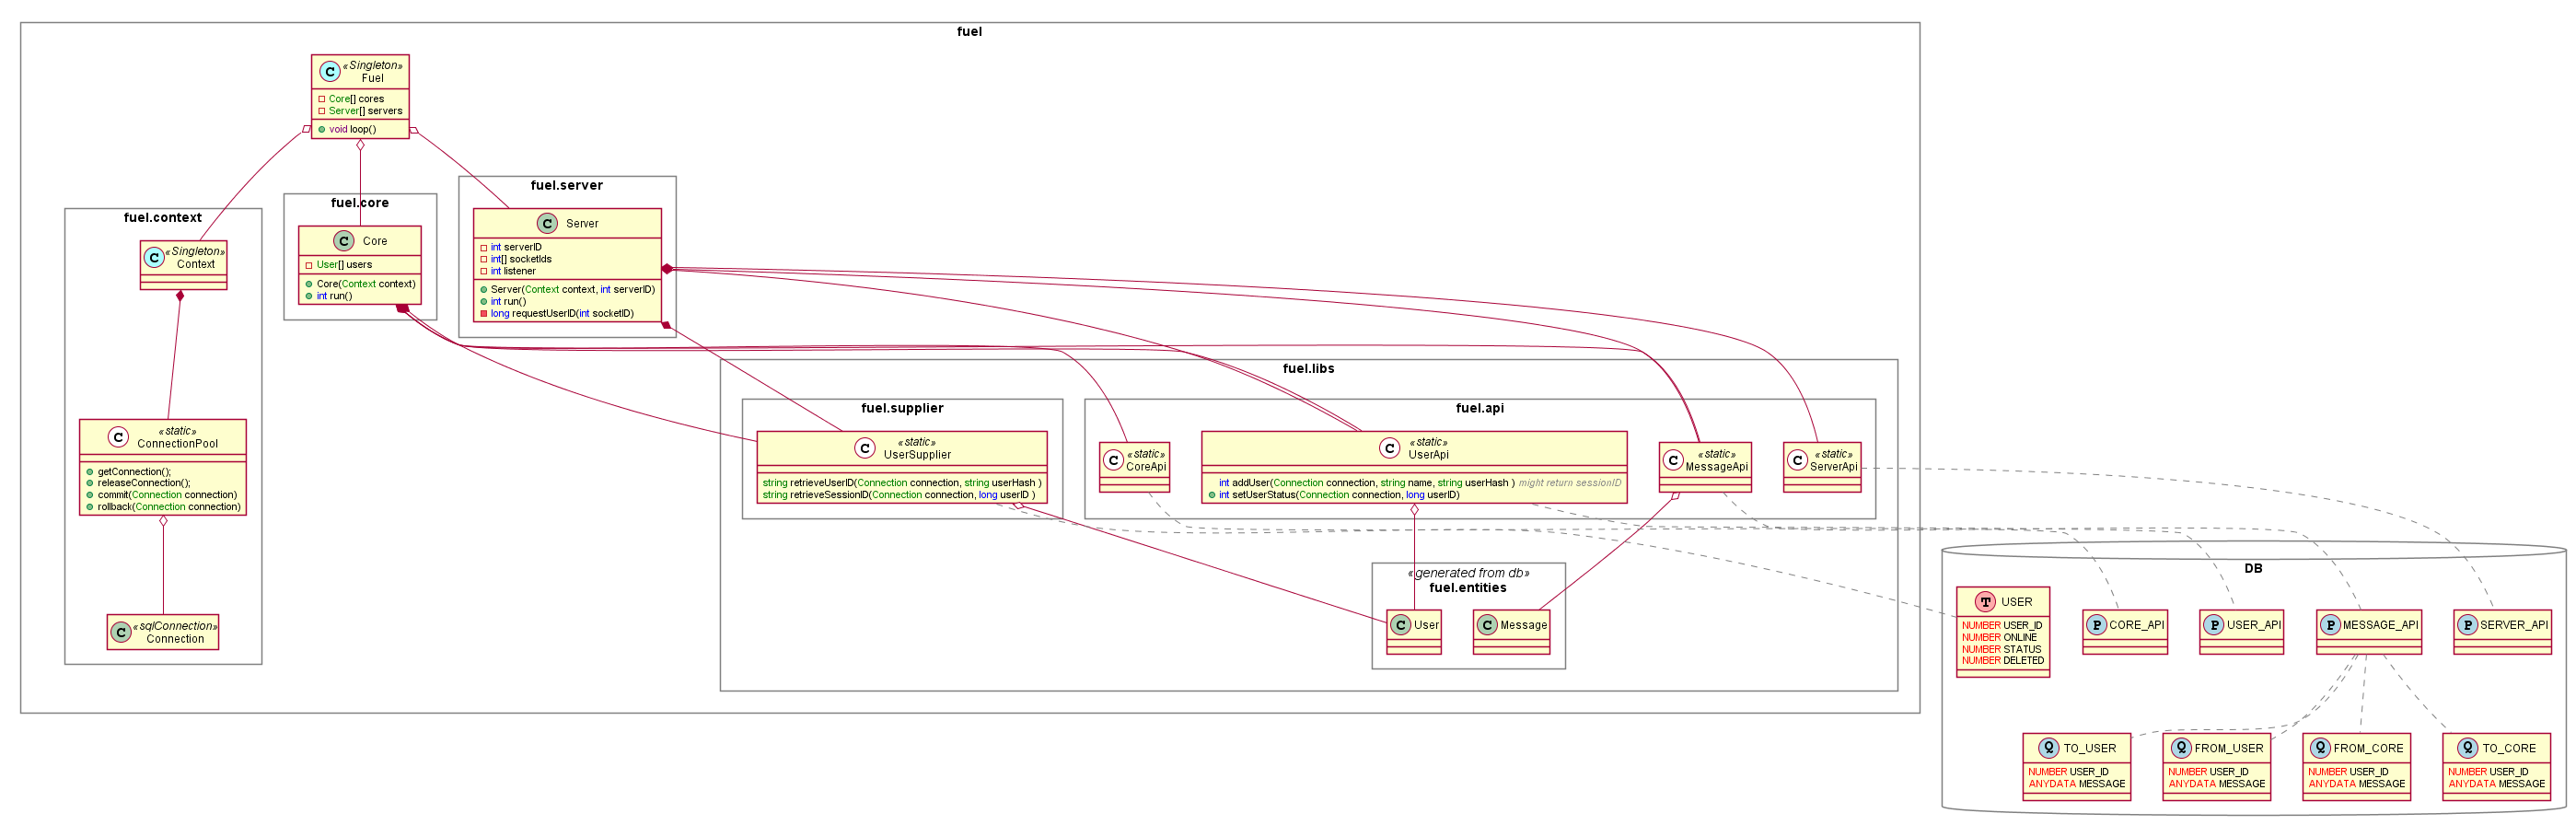 fuel
C «Singleton»
Fuel
Core[] cores
Server[] servers
void loop()
fuel.server
C Server
int serverID
int[] socketIds
int listener
Server(Context context, int serverID)
int run()
long requestUserID(int socketID)
fuel.core
C Core
User[] users
Core(Context context)
int run()
fuel.context
C «Singleton»
Context
C «static»
ConnectionPool
getConnection();
releaseConnection();
commit(Connection connection)
rollback(Connection connection)
C «sqlConnection»
Connection
fuel.libs
fuel.supplier
C «static»
UserSupplier
string retrieveUserID(Connection connection, string userHash )
string retrieveSessionID(Connection connection, long userID )
fuel.api
C «static»
CoreApi
C «static»
UserApi
int addUser(Connection connection, string name, string userHash ) might return sessionID
int setUserStatus(Connection connection, long userID)
C «static»
MessageApi
C «static»
ServerApi
«generated from db»
fuel.entities
C User
C Message
DB
T USER
NUMBER USER_ID
NUMBER ONLINE
NUMBER STATUS
NUMBER DELETED
P CORE_API
P USER_API
P MESSAGE_API
P SERVER_API
Q TO_USER
NUMBER USER_ID
ANYDATA MESSAGE
Q FROM_USER
NUMBER USER_ID
ANYDATA MESSAGE
Q FROM_CORE
NUMBER USER_ID
ANYDATA MESSAGE
Q TO_CORE
NUMBER USER_ID
ANYDATA MESSAGE